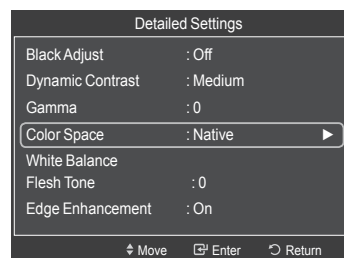 Detailed Settings
Black Adjust : Off
Dynamic Contrast : Medium
Gamma : 0
Color Space : Native ►
White Balance
Flesh Tone : 0
Edge Enhancement : On
Move Enter Return